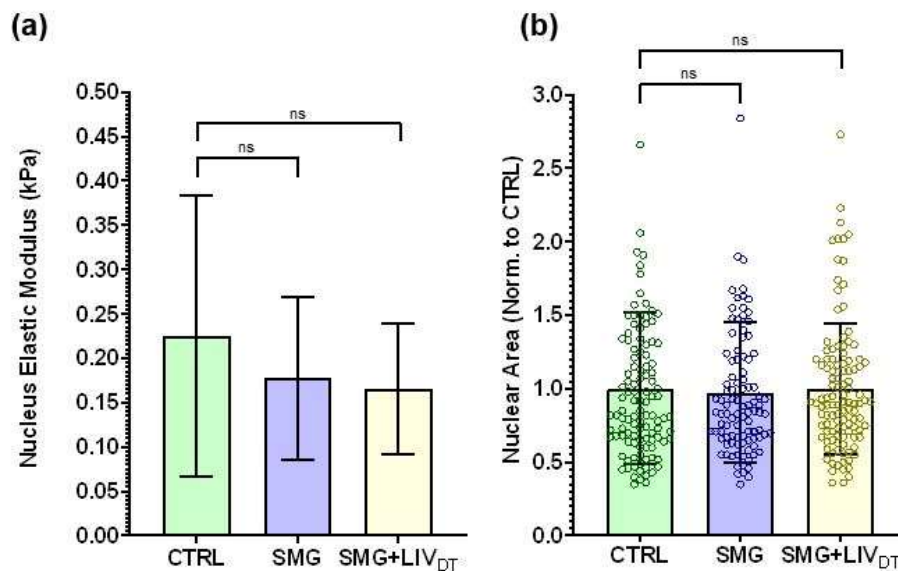 (a)
ns
ns
Nucleus Elastic Modulus (kPa)
0.50
0.45
0.40
0.35
0.30
0.25
0.20
0.15
0.10
0.05
0.00
CTRL SMG SMG+LIVDT
(b)
ns
ns
Nuclear Area (Norm. to CTRL)
3.0
2.5
2.0
1.5
1.0
0.5
0.0
CTRL SMG SMG+LIVDT